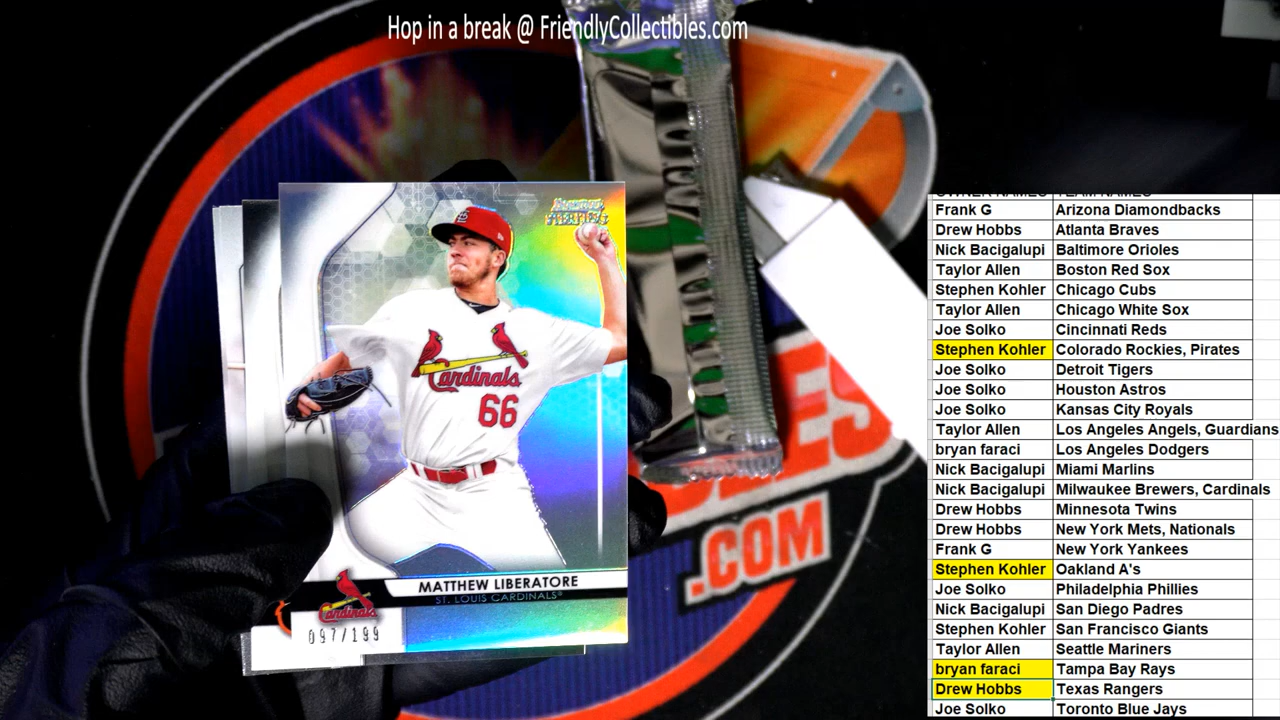 Hop in a break @ FriendlyCollectibles.com
Cardinals
66
MATTHEW LIBERATORE
ST. LOUIS CARDINALS®
Cardinals
097/199
.COM
OWNER NAMES TEAM NAMES
Frank G Arizona Diamondbacks
Drew Hobbs Atlanta Braves
Nick Bacigalupi Baltimore Orioles
Taylor Allen Boston Red Sox
Stephen Kohler Chicago Cubs
Taylor Allen Chicago White Sox
Joe Solko Cincinnati Reds
Stephen Kohler Colorado Rockies, Pirates
Joe Solko Detroit Tigers
Joe Solko Houston Astros
Joe Solko Kansas City Royals
Taylor Allen Los Angeles Angels, Guardians
bryan faraci Los Angeles Dodgers
Nick Bacigalupi Miami Marlins
Nick Bacigalupi Milwaukee Brewers, Cardinals
Drew Hobbs Minnesota Twins
Drew Hobbs New York Mets, Nationals
Frank G New York Yankees
Stephen Kohler Oakland A's
Joe Solko Philadelphia Phillies
Nick Bacigalupi San Diego Padres
Stephen Kohler San Francisco Giants
Taylor Allen Seattle Mariners
bryan faraci Tampa Bay Rays
Drew Hobbs Texas Rangers
Joe Solko Toronto Blue Jays